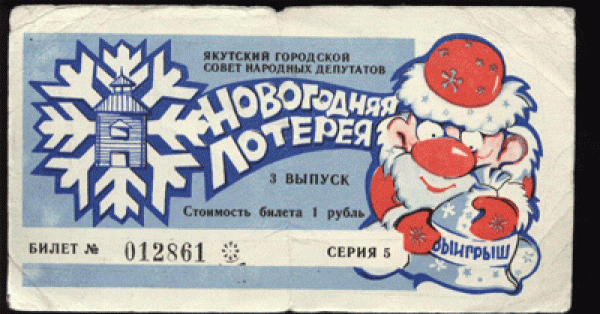 ЯКУТСКИЙ ГОРОДСКОЙ
СОВЕТ НАРОДНЫХ ДЕПУТАТОВ
НОВОГОДНЯЯ
ЛОТЕРЕЯ
3 ВЫПУСК
Стоимость билета 1 рубль
ВЫИГРЫШ
БИЛЕТ № 012861
СЕРИЯ 5